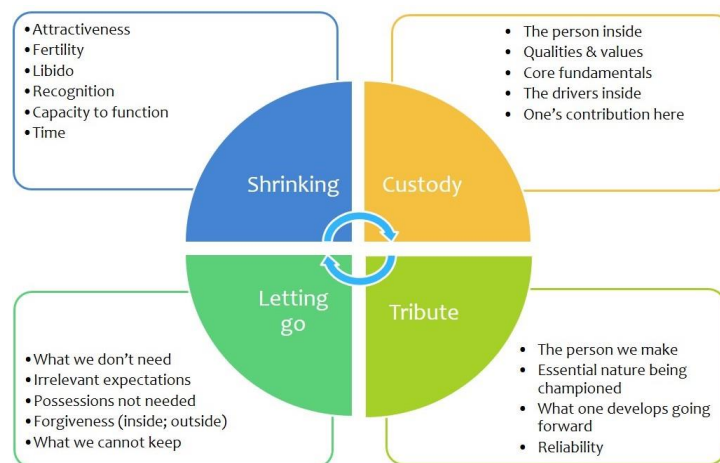 • Attractiveness
• Fertility
• Libido
• Recognition
• Capacity to function
• Time
• The person inside
• Qualities & values
• Core fundamentals
• The drivers inside
• One’s contribution here
Shrinking
Custody
Letting
go
Tribute
• What we don’t need
• Irrelevant expectations
• Possessions not needed
• Forgiveness (inside; outside)
• What we cannot keep
• The person we make
• Essential nature being
championed
• What one develops going
forward
• Reliability